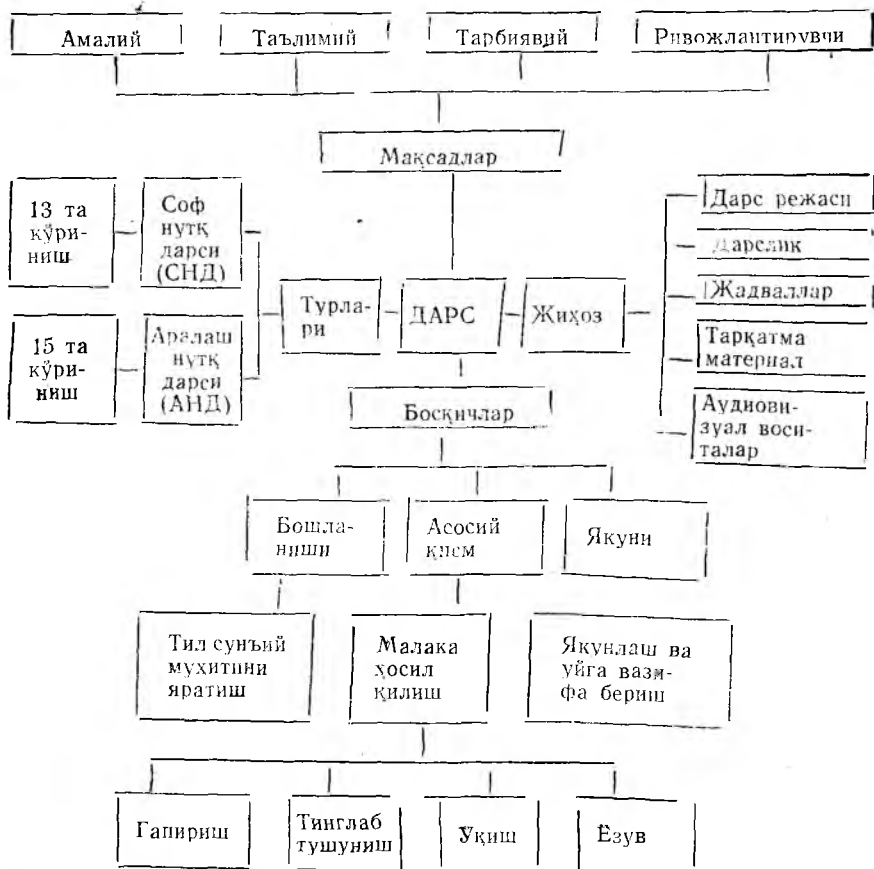 Амалий
Таълимий
Тарбиявий
Ривожлантирувчи
Мақсадлар
13 та
кўри-
ниш
Соф
нутқ
дарси
(СНД)
15 та
кўри-
ниш
Аралаш
нутқ
дарси
(АНД)
Турла-
ри
ДАРС
Жиҳоз
Дарс режаси
Дарслик
Жадваллар
Тарқатма
материал
Аудиови-
зуал воси-
талар
Босқичлар
Бошла-
ниши
Асосий
қисм
Якуни
Тил сунъий
муҳитини
яратиш
Малака
ҳосил
қилиш
Якунлаш ва
уйга вази-
фа бериш
Гапириш
Тинглаб
тушуниш
Уқиш
Ёзув